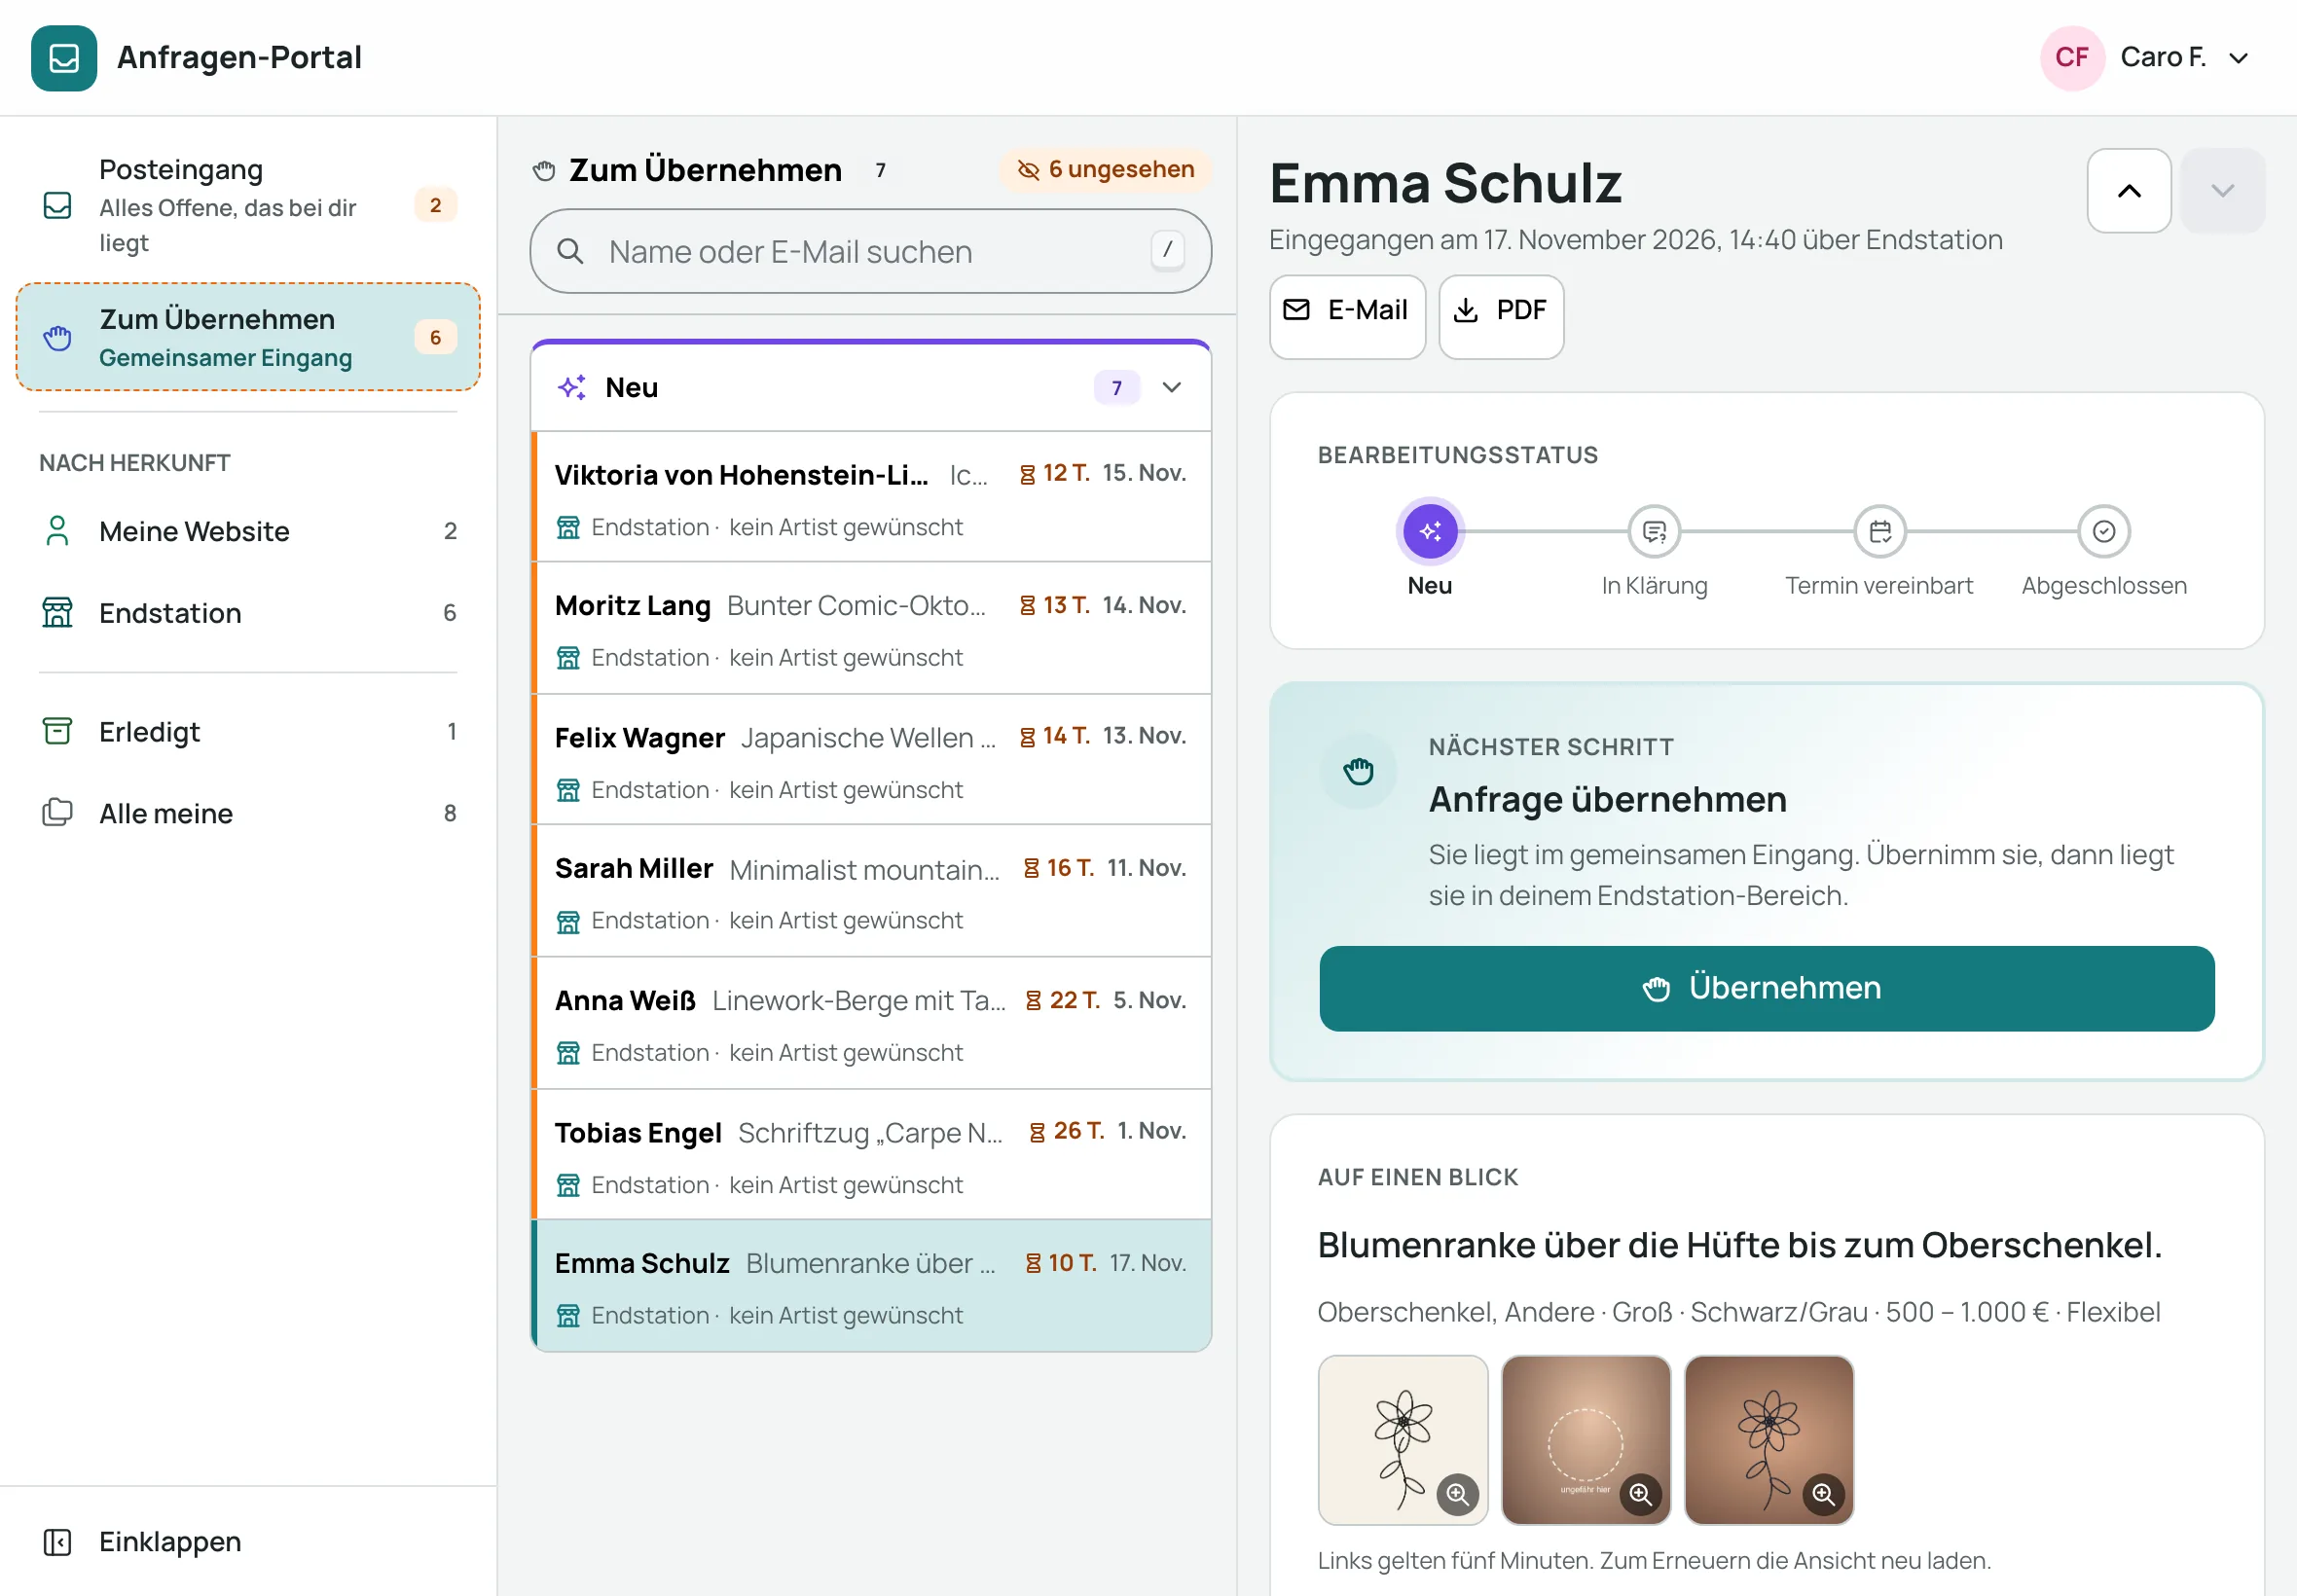 Anfragen-Portal
CF Caro F.
Posteingang
Alles Offene, das bei dir
liegt
2
Zum Übernehmen
Gemeinsamer Eingang
6
NACH HERKUNFT
Meine Website 2
Endstation 6
Erledigt 1
Alle meine 8
Einklappen
Zum Übernehmen 7 6 ungesehen
Name oder E-Mail suchen /
Neu 7
Viktoria von Hohenstein-Li… Ic… 12 T. 15. Nov.
Endstation · kein Artist gewünscht
Moritz Lang Bunter Comic-Okto… 13 T. 14. Nov.
Endstation · kein Artist gewünscht
Felix Wagner Japanische Wellen … 14 T. 13. Nov.
Endstation · kein Artist gewünscht
Sarah Miller Minimalist mountain… 16 T. 11. Nov.
Endstation · kein Artist gewünscht
Anna Weiß Linework-Berge mit Ta… 22 T. 5. Nov.
Endstation · kein Artist gewünscht
Tobias Engel Schriftzug „Carpe N… 26 T. 1. Nov.
Endstation · kein Artist gewünscht
Emma Schulz Blumenranke über … 10 T. 17. Nov.
Endstation · kein Artist gewünscht
Emma Schulz
Eingegangen am 17. November 2026, 14:40 über Endstation
E-Mail PDF
BEARBEITUNGSSTATUS
Neu In Klärung Termin vereinbart Abgeschlossen
NÄCHSTER SCHRITT
Anfrage übernehmen
Sie liegt im gemeinsamen Eingang. Übernimm sie, dann liegt
sie in deinem Endstation-Bereich.
Übernehmen
AUF EINEN BLICK
Blumenranke über die Hüfte bis zum Oberschenkel.
Oberschenkel, Andere · Groß · Schwarz/Grau · 500 – 1.000 € · Flexibel
ungefähr hier
Links gelten fünf Minuten. Zum Erneuern die Ansicht neu laden.